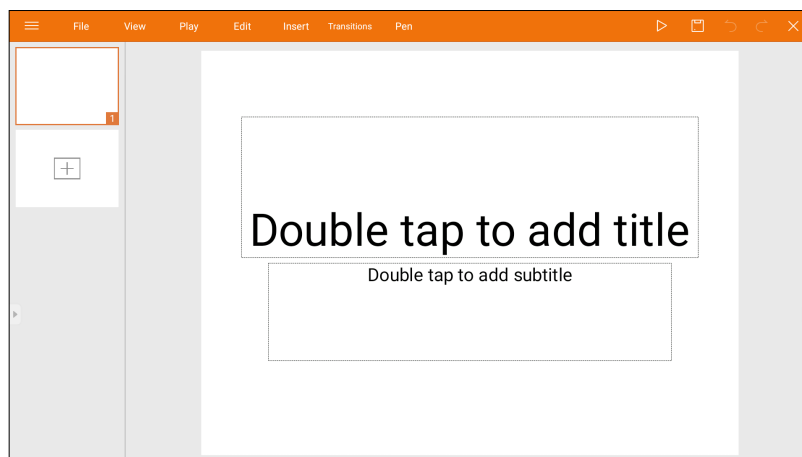 File View Play Edit Insert Transitions Pen
1
Double tap to add title
Double tap to add subtitle